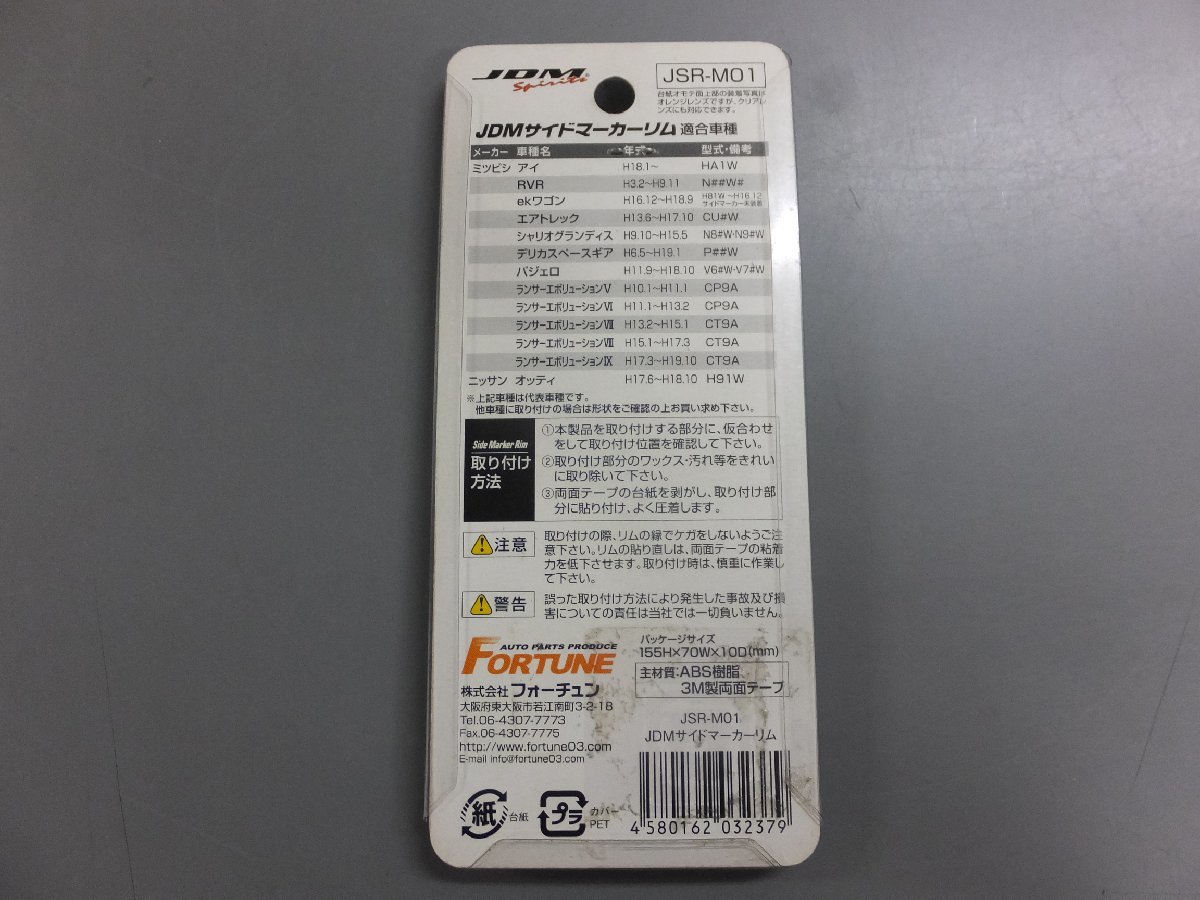 JDM Spirits®
JSR-M01
台紙オモテ面上部の装着写真は
オレンジレンズですが、クリアレ
ンズにも対応できます。
JDMサイドマーカーリム 適合車種
メーカー 車種名 年式 型式・備考
ミツビシ アイ H18.1～ HA1W
RVR H3.2～H9.11 N##W#
ekワゴン H16.12～H18.9 H81W ～H16.12 サイドマーカー未装着
エアトレック H13.6～H17.10 CU#W
シャリオグランディス H9.10～H15.5 N8#W・N9#W
デリカスペースギア H6.5～H19.1 P##W
パジェロ H11.9～H18.10 V6#W・V7#W
ランサーエボリューションⅤ H10.1～H11.1 CP9A
ランサーエボリューションⅥ H11.1～H13.2 CP9A
ランサーエボリューションⅦ H13.2～H15.1 CT9A
ランサーエボリューションⅧ H15.1～H17.3 CT9A
ランサーエボリューションⅨ H17.3～H19.10 CT9A
ニッサン オッティ H17.6～H18.10 H91W
※上記車種は代表車種です。
他車種に取り付けの場合は形状をご確認の上お買い求め下さい。
Side Marker Rim
取り付け
方法
①本製品を取り付けする部分に、仮合わせ
をして取り付け位置を確認して下さい。
②取り付け部分のワックス・汚れ等をきれい
に取り除いて下さい。
③両面テープの台紙を剥がし、取り付け部
分に貼り付け、よく圧着します。
注意
取り付けの際、リムの縁でケガをしないようご注
意下さい。リムの貼り直しは、両面テープの粘着
力を低下させます。取り付け時は、慎重に作業し
て下さい。
警告
誤った取り付け方法により発生した事故及び損
害についての責任は当社では一切負いません。
AUTO PARTS PRODUCE
FORTUNE
株式会社 フォーチュン
大阪府東大阪市若江南町3-2-18
Tel.06-4307-7773
Fax.06-4307-7775
http://www.fortune03.com
E-mail info@fortune03.com
パッケージサイズ
155H×70W×10D(mm)
主材質:ABS樹脂
3M製両面テープ
JSR-M01
JDMサイドマーカーリム
紙 台紙
プラ カバー
PET
4 580162 032379